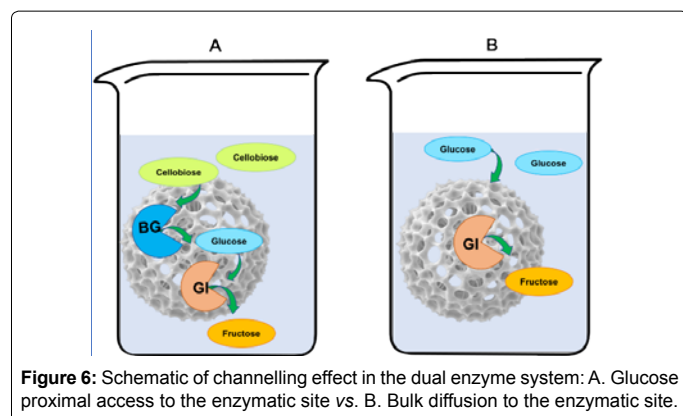 A
B
Cellobiose
Cellobiose
BG
Glucose
GI
Fructose
Glucose
Glucose
GI
Fructose
Figure 6: Schematic of channelling effect in the dual enzyme system: A. Glucose
proximal access to the enzymatic site vs. B. Bulk diffusion to the enzymatic site.